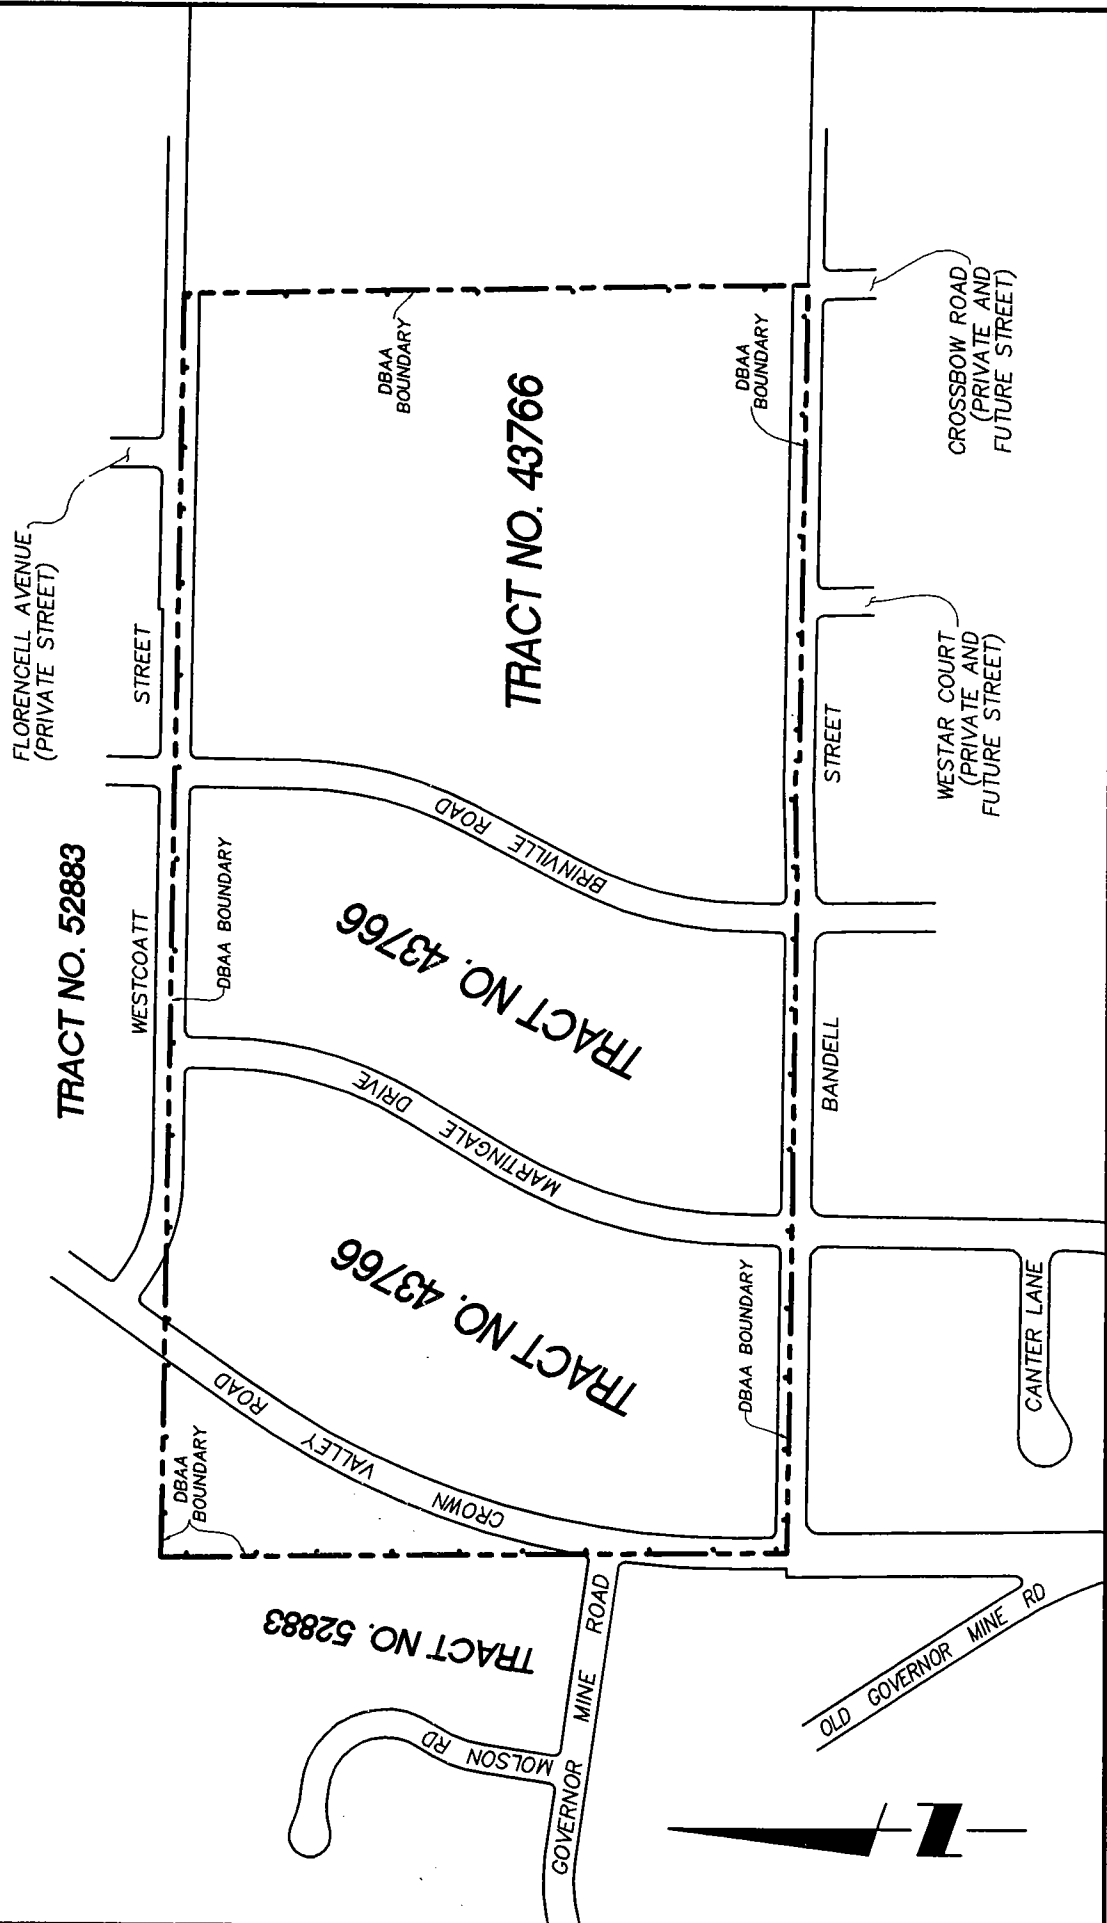 FLORENCELL AVENUE
(PRIVATE STREET)
TRACT NO. 52883
WESTCOATT
STREET
DBAA BOUNDARY
DBAA
BOUNDARY
DBAA
BOUNDARY
DBAA
BOUNDARY
DBAA BOUNDARY
TRACT NO. 43766
TRACT NO. 43766
TRACT NO. 43766
BRINVILLE ROAD
MARTINGALE DRIVE
CROWN VALLEY ROAD
TRACT NO. 52883
MOLSON RD
GOVERNOR MINE ROAD
OLD GOVERNOR MINE RD
BANDELL
STREET
CANTER LANE
WESTAR COURT
(PRIVATE AND
FUTURE STREET)
CROSSBOW ROAD
(PRIVATE AND
FUTURE STREET)
N